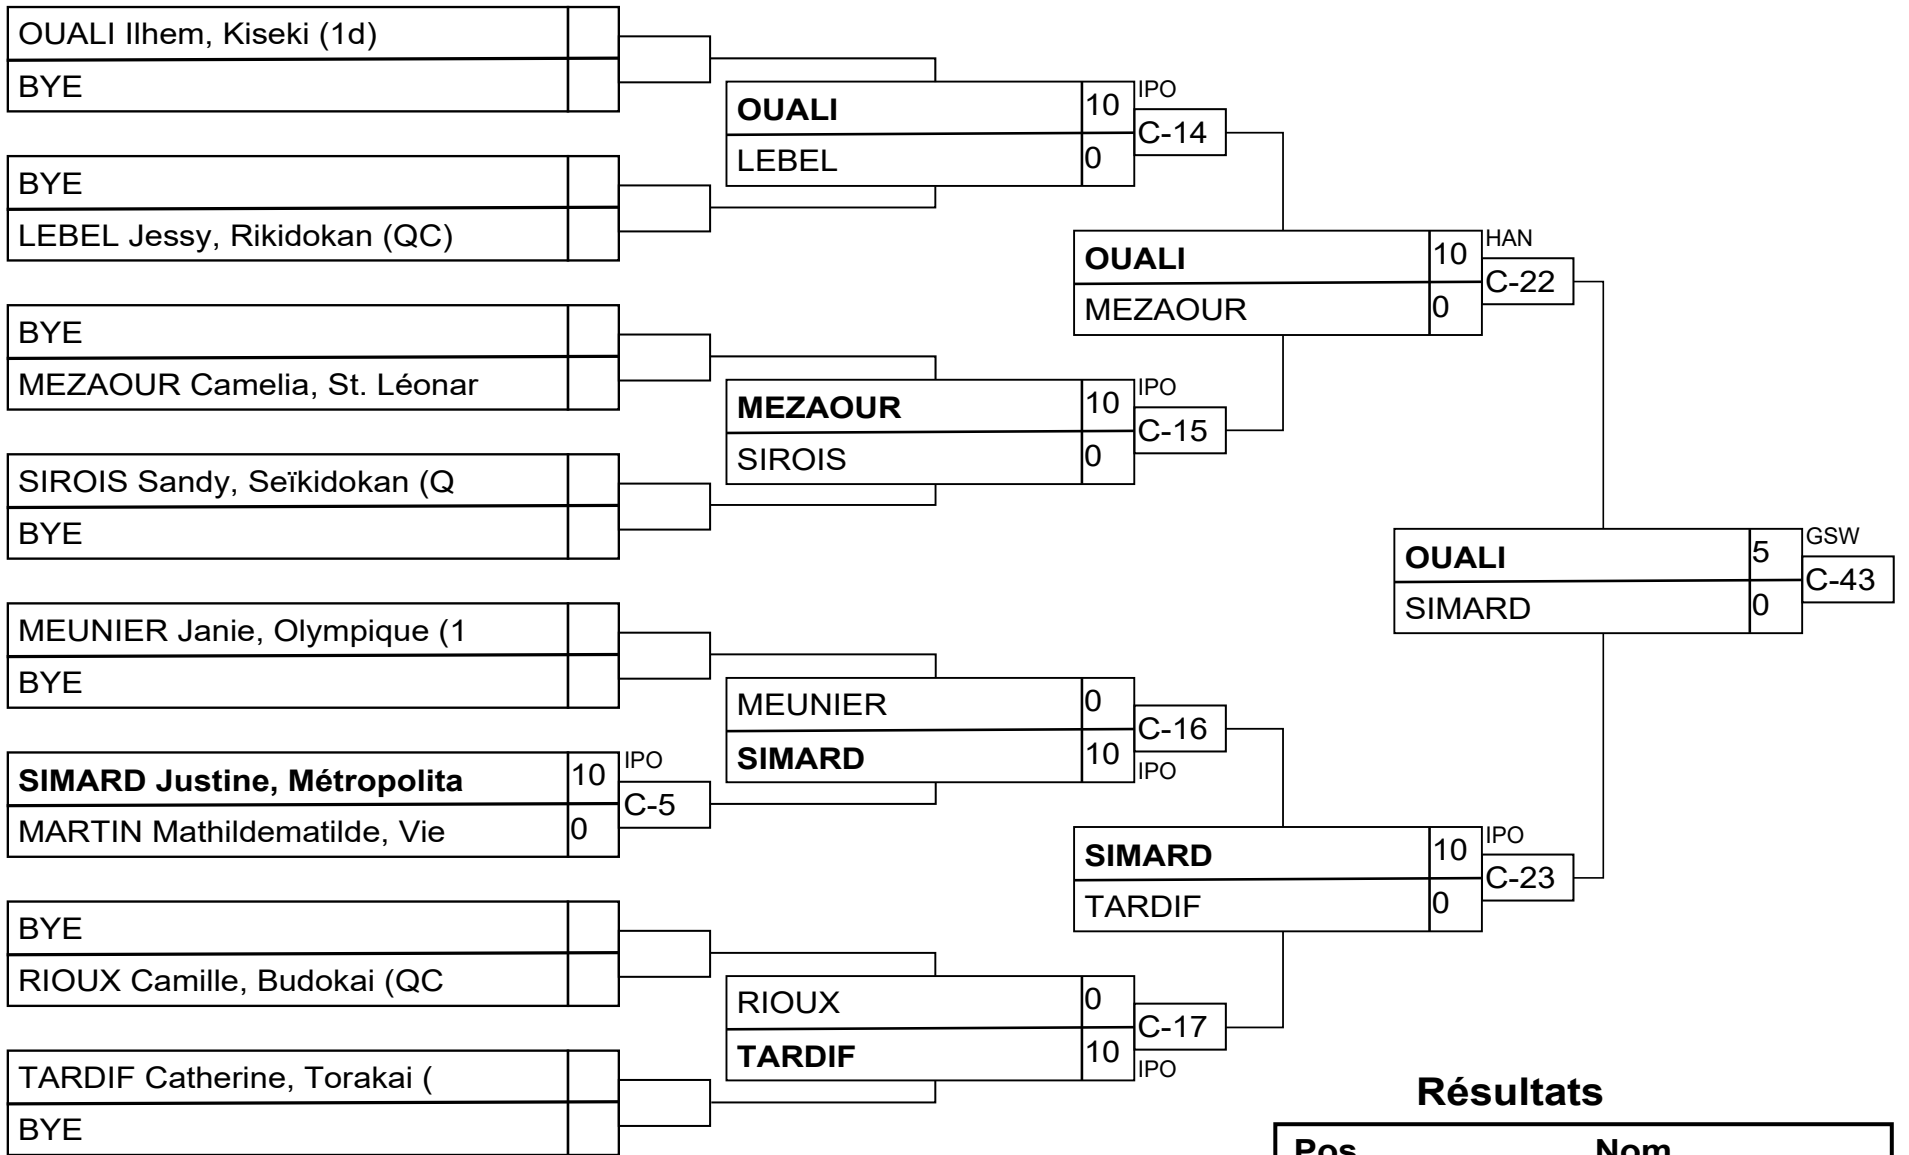 OUALI Ilhem, Kiseki (1d)
BYE
BYE
LEBEL Jessy, Rikidokan (QC)
BYE
MEZAOUR Camelia, St. Léonar
SIROIS Sandy, Seïkidokan (Q
BYE
MEUNIER Janie, Olympique (1
BYE
SIMARD Justine, Métropolita 10 IPO
C-5
MARTIN Mathildematilde, Vie 0
BYE
RIOUX Camille, Budokai (QC
TARDIF Catherine, Torakai (
BYE
OUALI 10 IPO
C-14
LEBEL 0
MEZAOUR 10 IPO
C-15
SIROIS 0
MEUNIER 0
C-16
SIMARD 10 IPO
RIOUX 0
C-17
TARDIF 10 IPO
OUALI 10 HAN
C-22
MEZAOUR 0
SIMARD 10 IPO
C-23
TARDIF 0
OUALI 5 GSW
C-43
SIMARD 0
Résultats
Pos Nom